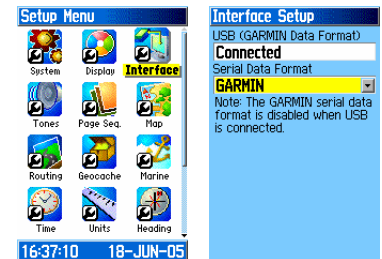 Setup Menu
System Display Interface
Tones Page Seq. Map
Routing Geocache Marine
Time Units Heading
16:37:10 18-JUN-05
Interface Setup
USB (GARMIN Data Format)
Connected
Serial Data Format
GARMIN
Note: The GARMIN serial data
format is disabled when USB
is connected.